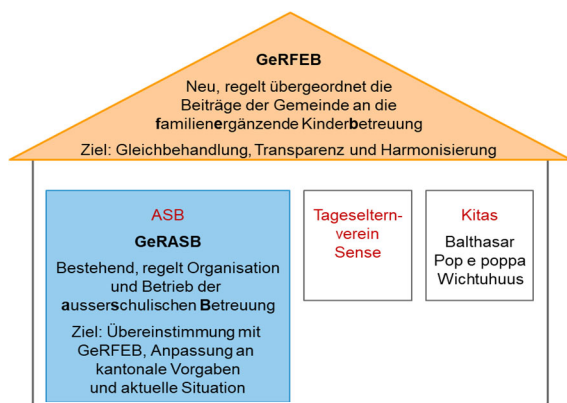 GeRFEB
Neu, regelt übergeordnet die
Beiträge der Gemeinde an die
familienergänzende Kinderbetreuung
Ziel: Gleichbehandlung, Transparenz und Harmonisierung
ASB
GeRASB
Bestehend, regelt Organisation
und Betrieb der
ausserschulischen Betreuung
Ziel: Übereinstimmung mit
GeRFEB, Anpassung an
kantonale Vorgaben
und aktuelle Situation
Tageseltern-
verein
Sense
Kitas
Balthasar
Pop e poppa
Wichtuhuus